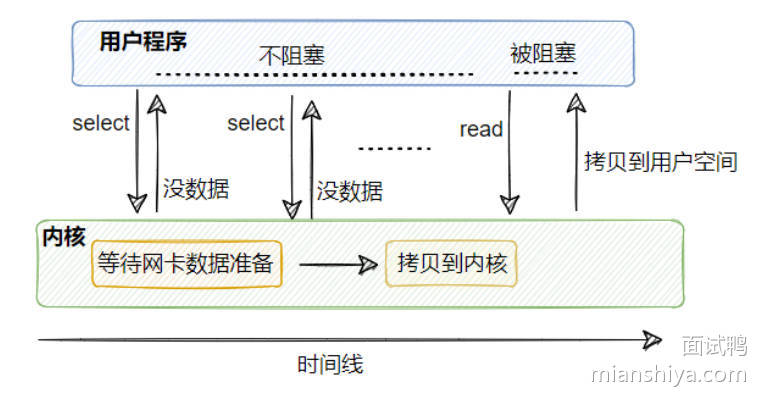 用户程序
不阻塞
被阻塞
select
没数据
select
没数据
read
拷贝到用户空间
内核
等待网卡数据准备
拷贝到内核
时间线
面试鸭
mianshiya.com